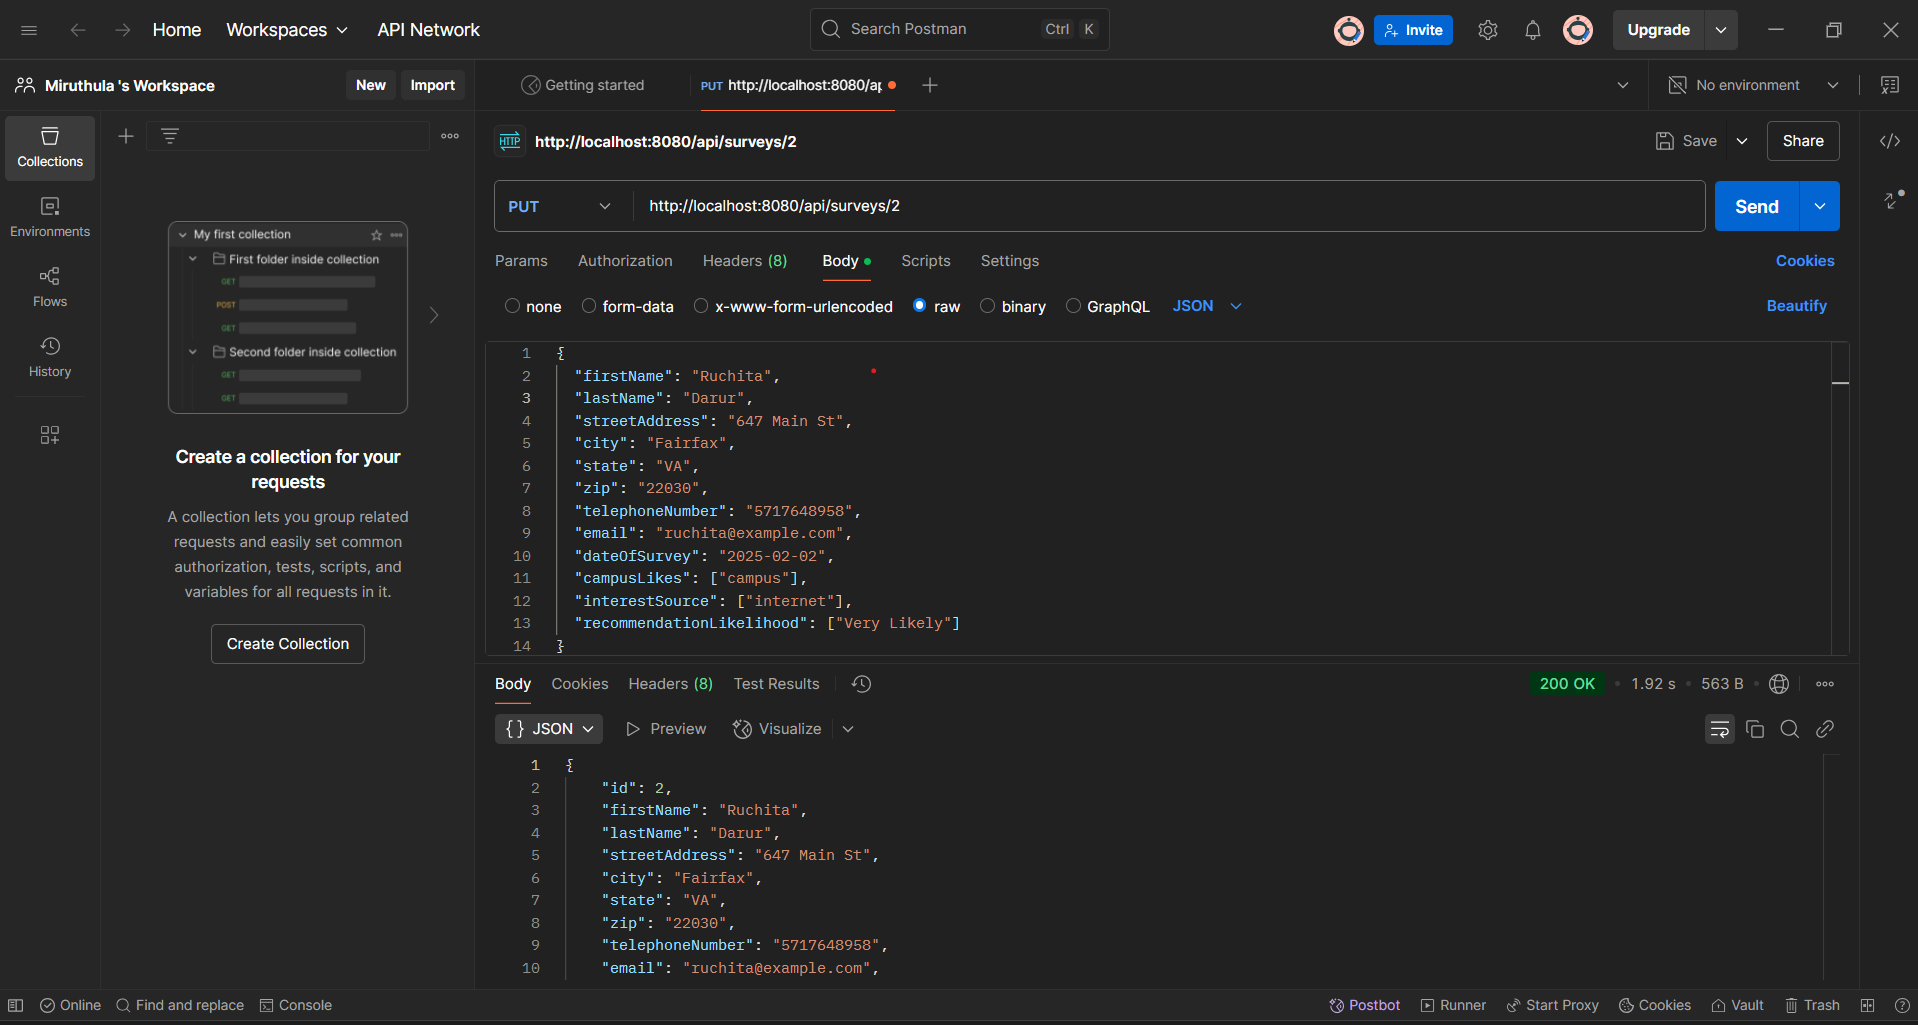 Home
Workspaces
API Network
Search Postman
Ctrl K
Invite
Upgrade
Miruthula 's Workspace
New
Import
Getting started
PUT http://localhost:8080/ap
No environment
Collections
Environments
Flows
History
My first collection
First folder inside collection
GET
POST
GET
Second folder inside collection
GET
GET
Create a collection for your
requests
A collection lets you group related
requests and easily set common
authorization, tests, scripts, and
variables for all requests in it.
Create Collection
HTTP http://localhost:8080/api/surveys/2
Save
Share
PUT http://localhost:8080/api/surveys/2
Send
Params Authorization Headers (8) Body Scripts Settings
Cookies
none form-data x-www-form-urlencoded raw binary GraphQL JSON
Beautify
1 {
2 "firstName": "Ruchita",
3 "lastName": "Darur",
4 "streetAddress": "647 Main St",
5 "city": "Fairfax",
6 "state": "VA",
7 "zip": "22030",
8 "telephoneNumber": "5717648958",
9 "email": "ruchita@example.com",
10 "dateOfSurvey": "2025-02-02",
11 "campusLikes": ["campus"],
12 "interestSource": ["internet"],
13 "recommendationLikelihood": ["Very Likely"]
14 }
Body Cookies Headers (8) Test Results
200 OK • 1.92 s • 563 B
{} JSON Preview Visualize
1 {
2 "id": 2,
3 "firstName": "Ruchita",
4 "lastName": "Darur",
5 "streetAddress": "647 Main St",
6 "city": "Fairfax",
7 "state": "VA",
8 "zip": "22030",
9 "telephoneNumber": "5717648958",
10 "email": "ruchita@example.com",
Online Find and replace Console
Postbot Runner Start Proxy Cookies Vault Trash